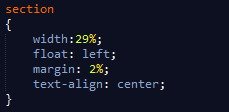 section
{
width:29%;
float: left;
margin: 2%;
text-align: center;
}